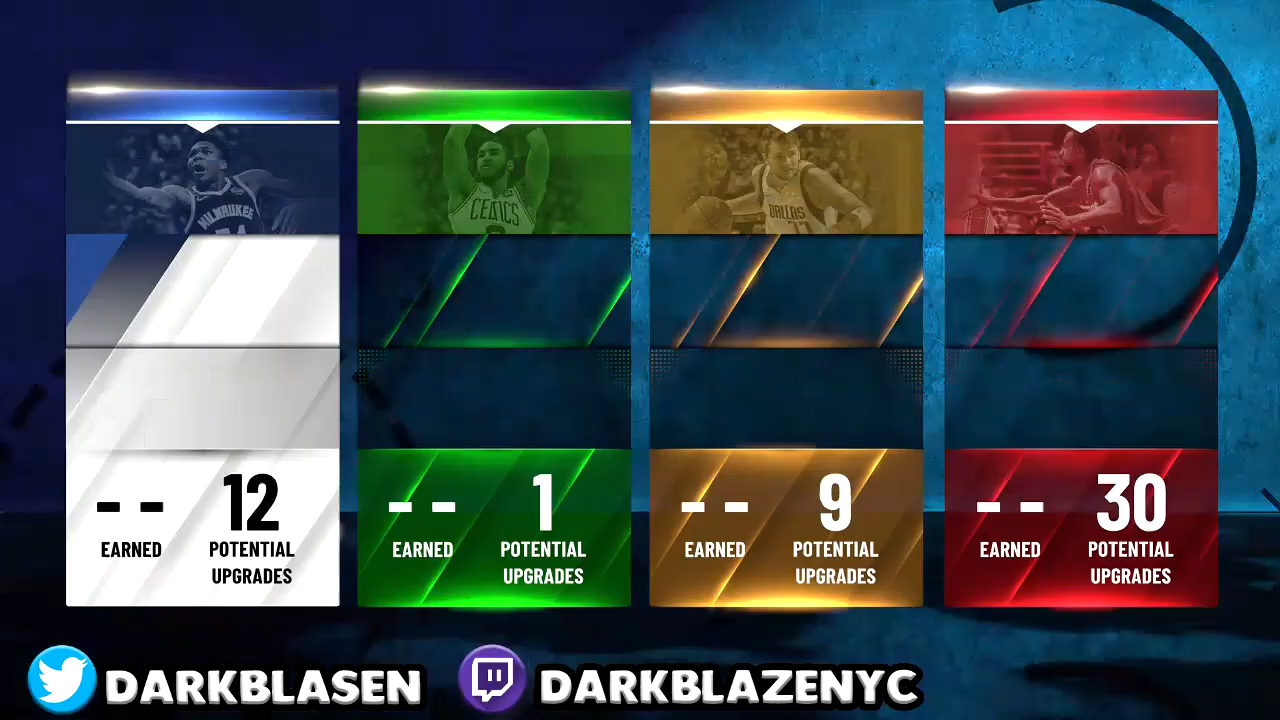 MILWAUKEE
CELTICS
DALLAS
- - 12
EARNED POTENTIAL
UPGRADES
- - 1
EARNED POTENTIAL
UPGRADES
- - 9
EARNED POTENTIAL
UPGRADES
- - 30
EARNED POTENTIAL
UPGRADES
DARKBLASEN
DARKBLAZENYC